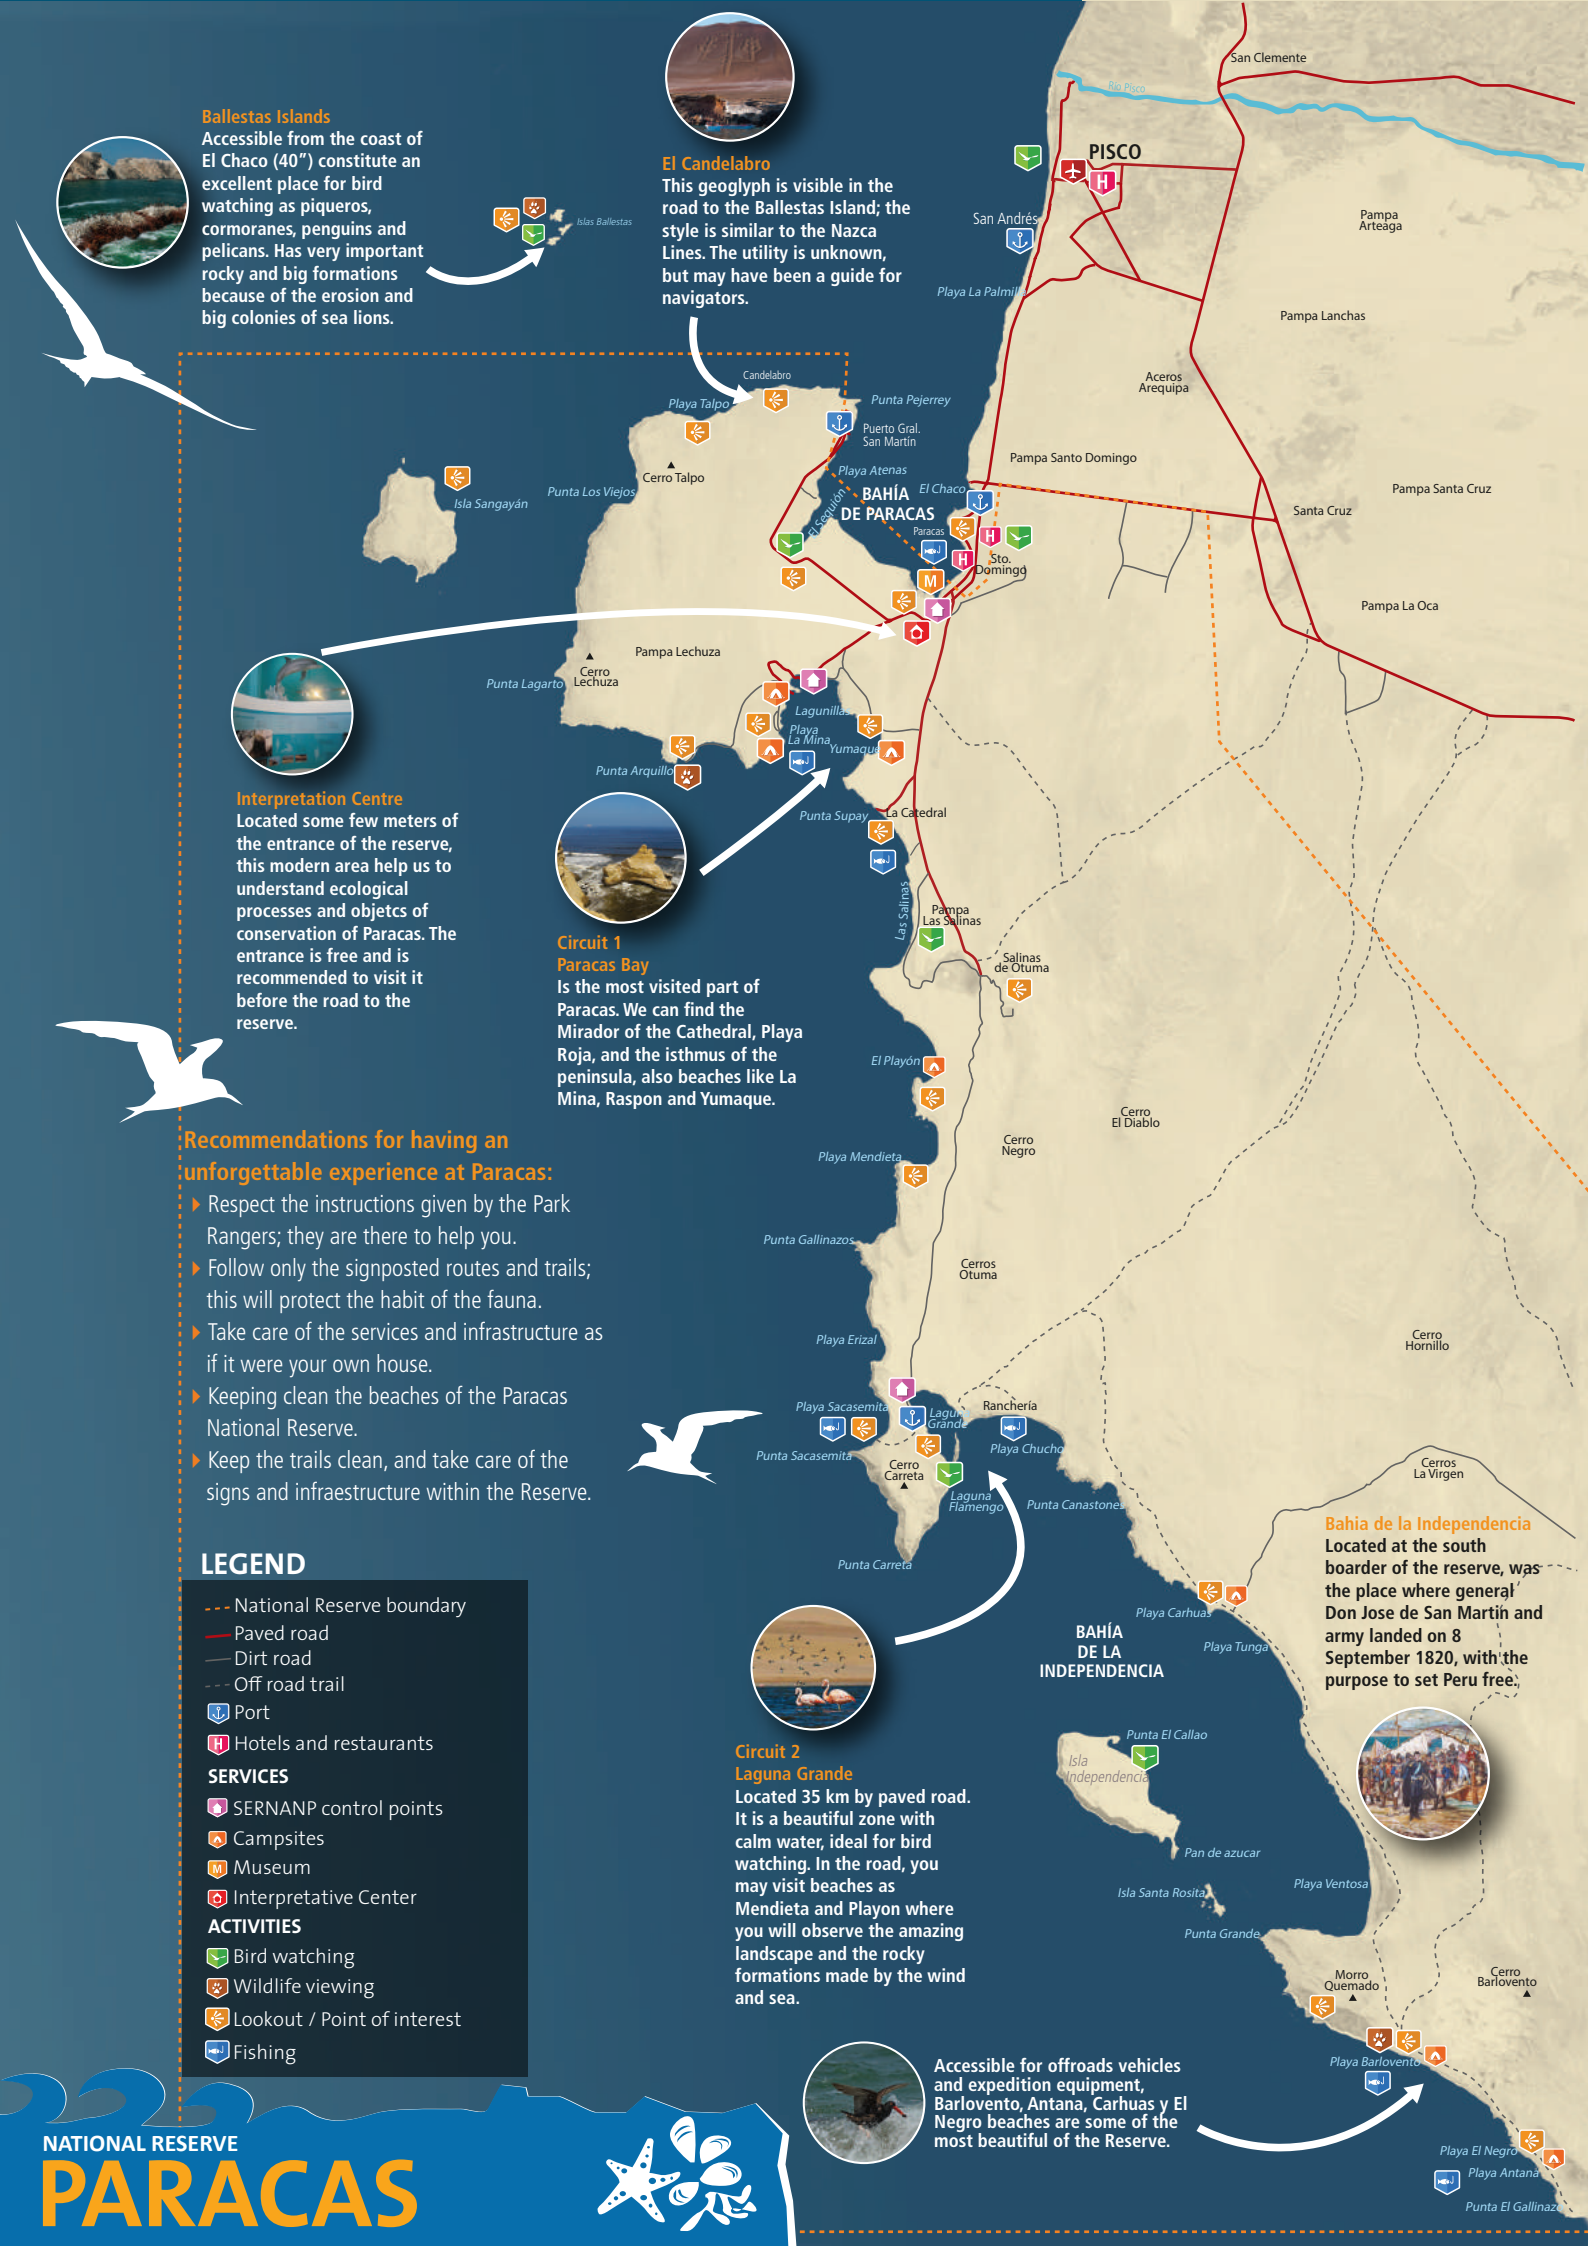 Ballestas Islands
Accessible from the coast of
El Chaco (40”) constitute an
excellent place for bird
watching as piqueros,
cormoranes, penguins and
pelicans. Has very important
rocky and big formations
because of the erosion and
big colonies of sea lions.
Islas Ballestas
El Candelabro
This geoglyph is visible in the
road to the Ballestas Island; the
style is similar to the Nazca
Lines. The utility is unknown,
but may have been a guide for
navigators.
San Clemente
Río Pisco
PISCO
H
San Andrés
Pampa
Arteaga
Playa La Palmilla
Pampa Lanchas
Aceros
Arequipa
Candelabro
Playa Talpo
Punta Pejerrey
Puerto Gral.
San Martín
Cerro Talpo
Playa Atenas
Pampa Santo Domingo
Punta Los Viejos
Isla Sangayán
El Sequión
BAHÍA
DE PARACAS
El Chaco
Pampa Santa Cruz
Santa Cruz
Paracas
H
H
Sto.
Domingo
M
Pampa La Oca
Pampa Lechuza
Cerro
Lechuza
Punta Lagarto
Lagunillas
Playa
La Mina
Yumaque
Punta Arquillo
Interpretation Centre
Located some few meters of
the entrance of the reserve,
this modern area help us to
understand ecological
processes and objetcs of
conservation of Paracas. The
entrance is free and is
recommended to visit it
before the road to the
reserve.
Punta Supay
La Catedral
Las Salinas
Pampa
Las Salinas
Salinas
de Otuma
Circuit 1
Paracas Bay
Is the most visited part of
Paracas. We can find the
Mirador of the Cathedral, Playa
Roja, and the isthmus of the
peninsula, also beaches like La
Mina, Raspon and Yumaque.
El Playón
Cerro
El Diablo
Cerro
Negro
Playa Mendieta
Punta Gallinazos
Cerros
Otuma
Playa Erizal
Cerro
Hornillo
Recommendations for having an
unforgettable experience at Paracas:
Respect the instructions given by the Park
Rangers; they are there to help you.
Follow only the signposted routes and trails;
this will protect the habit of the fauna.
Take care of the services and infrastructure as
if it were your own house.
Keeping clean the beaches of the Paracas
National Reserve.
Keep the trails clean, and take care of the
signs and infraestructure within the Reserve.
Playa Sacasemita
Laguna
Grande
Ranchería
Playa Chucho
Punta Sacasemita
Cerro
Carreta
Laguna
Flamengo
Punta Canastones
Cerros
La Virgen
Punta Carreta
Bahia de la Independencia
Located at the south
boarder of the reserve, was
the place where general
Don Jose de San Martin and
army landed on 8
September 1820, with the
purpose to set Peru free.
Playa Carhuas
Playa Tunga
BAHÍA
DE LA
INDEPENDENCIA
LEGEND
National Reserve boundary
Paved road
Dirt road
Off road trail
Port
H Hotels and restaurants
SERVICES
SERNANP control points
Campsites
M Museum
Interpretative Center
ACTIVITIES
Bird watching
Wildlife viewing
Lookout / Point of interest
Fishing
Circuit 2
Laguna Grande
Located 35 km by paved road.
It is a beautiful zone with
calm water, ideal for bird
watching. In the road, you
may visit beaches as
Mendieta and Playon where
you will observe the amazing
landscape and the rocky
formations made by the wind
and sea.
Punta El Callao
Isla
Independencia
Pan de azucar
Isla Santa Rosita
Playa Ventosa
Punta Grande
Morro
Quemado
Cerro
Barlovento
Playa Barlovento
Accessible for offroads vehicles
and expedition equipment,
Barlovento, Antana, Carhuas y El
Negro beaches are some of the
most beautiful of the Reserve.
Playa El Negro
Playa Antana
Punta El Gallinazo
NATIONAL RESERVE
PARACAS